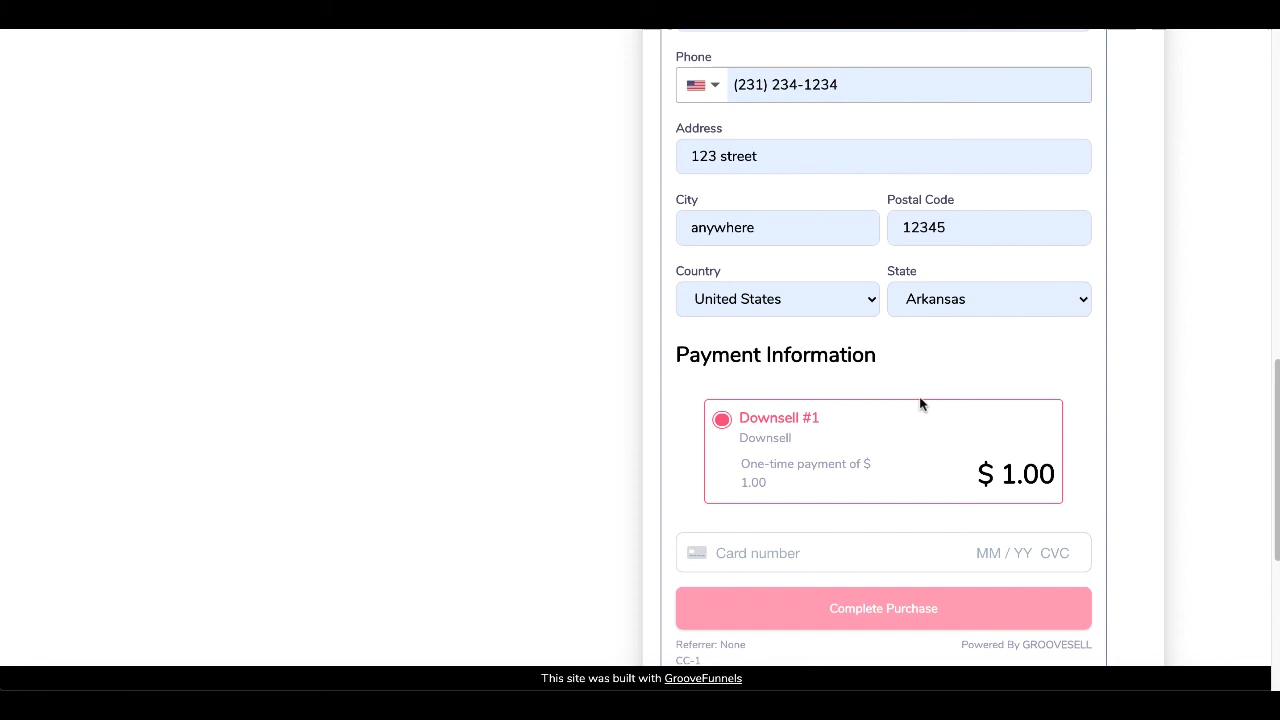 Phone
(231) 234-1234
Address
123 street
City
Postal Code
anywhere
12345
Country
State
United States
Arkansas
Payment Information
Downsell #1
Downsell
One-time payment of $
1.00
$ 1.00
Card number
MM / YY CVC
Complete Purchase
Referrer: None
Powered By GROOVESELL
CC-1
This site was built with GrooveFunnels